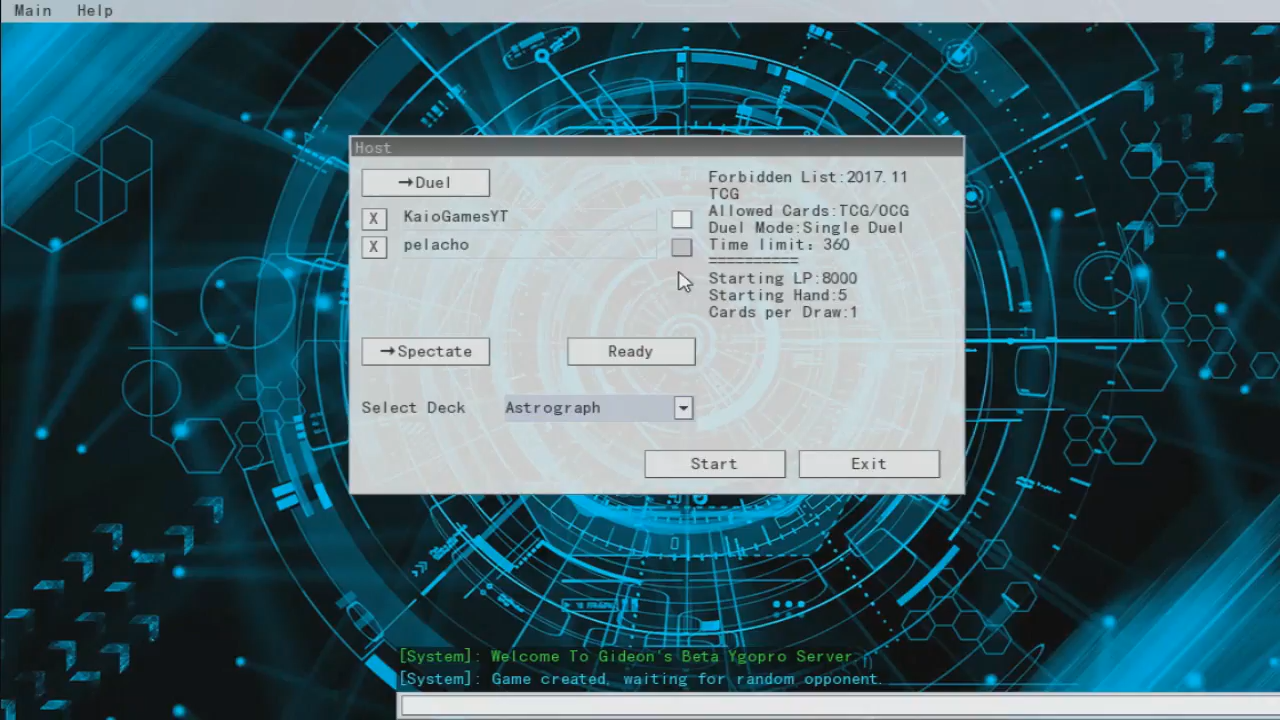 Main Help
Host
→Duel
X KaioGamesYT
X pelacho
Forbidden List:2017.11
TCG
Allowed Cards:TCG/OCG
Duel Mode:Single Duel
Time limit: 360
==========
Starting LP:8000
Starting Hand:5
Cards per Draw:1
→Spectate
Ready
Select Deck
Astrograph
Start
Exit
[System]: Welcome To Gideon's Beta Ygopro Server
[System]: Game created, waiting for random opponent.